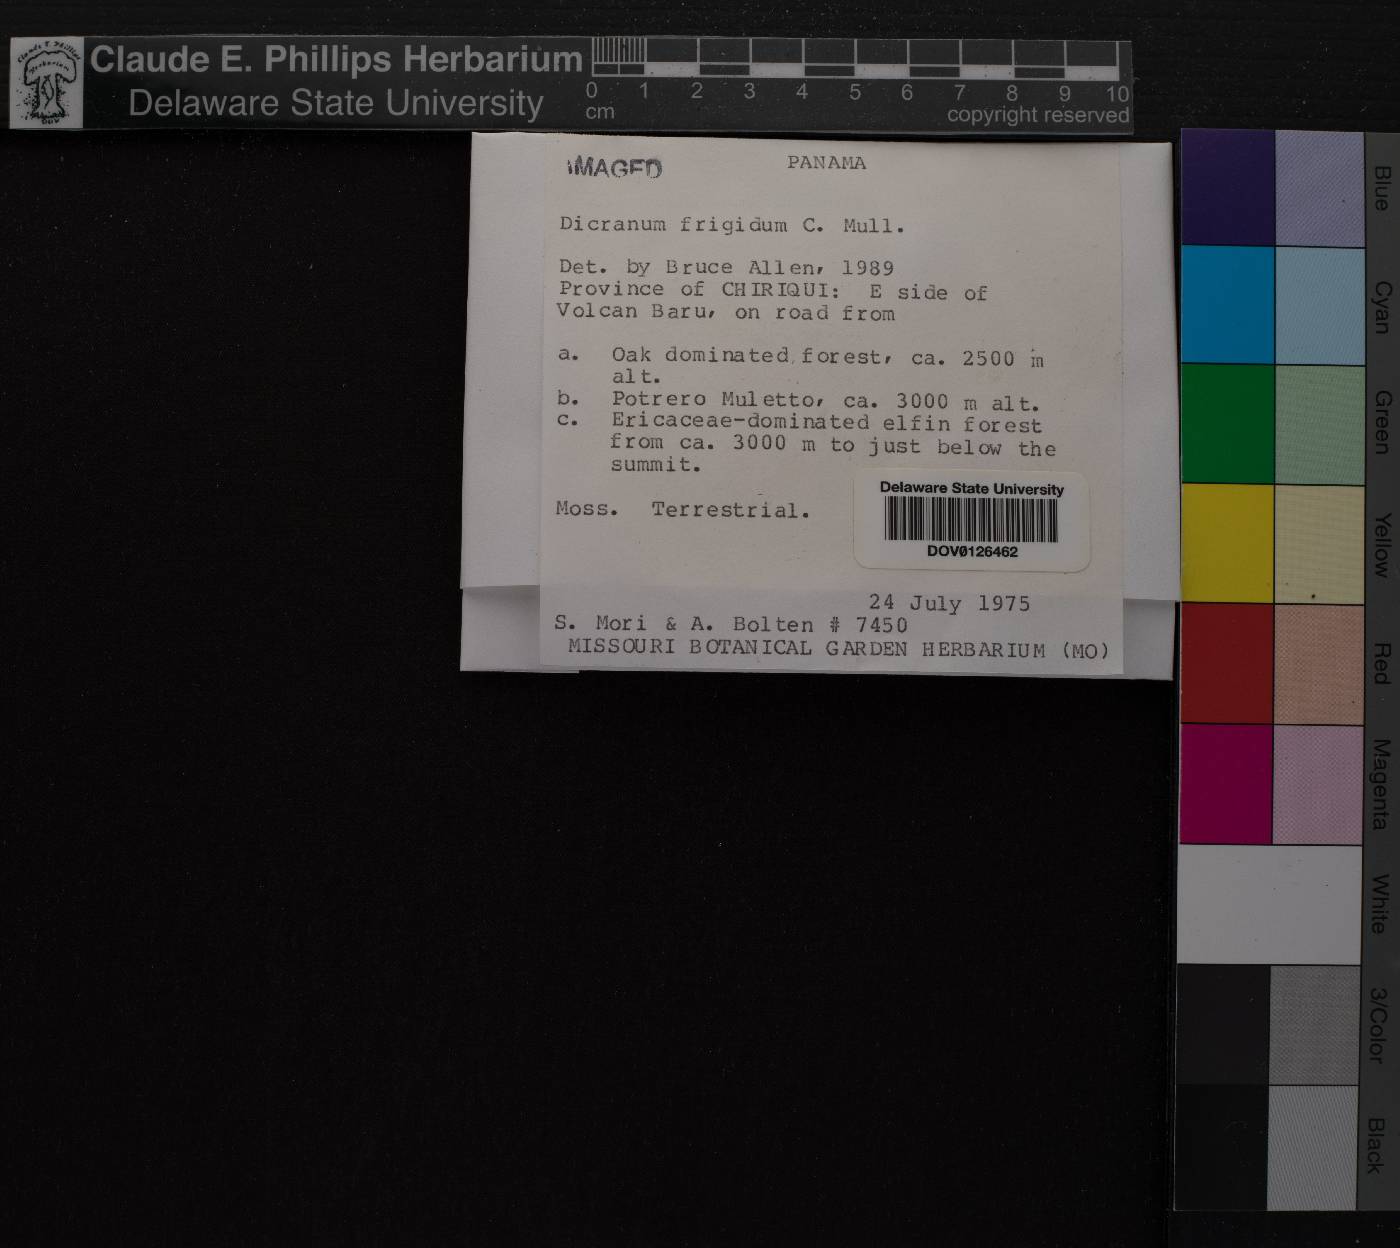 Claude E. Phillips Herbarium
Delaware State University
0 1 2 3 4 5 6 7 8 9 10
cm
copyright reserved
IMAGED
PANAMA
Dicranum frigidum C. Mull.
Det. by Bruce Allen, 1989
Province of CHIRIQUI: E side of
Volcan Baru, on road from
a. Oak dominated forest, ca. 2500 m
alt.
b. Potrero Muletto, ca. 3000 m alt.
c. Ericaceae-dominated elfin forest
from ca. 3000 m to just below the
summit.
Moss. Terrestrial.
Delaware State University
DOV0126462
24 July 1975
S. Mori & A. Bolten # 7450
MISSOURI BOTANICAL GARDEN HERBARIUM (MO)
Blue
Cyan
Green
Yellow
Red
Magenta
White
3/Color
Black